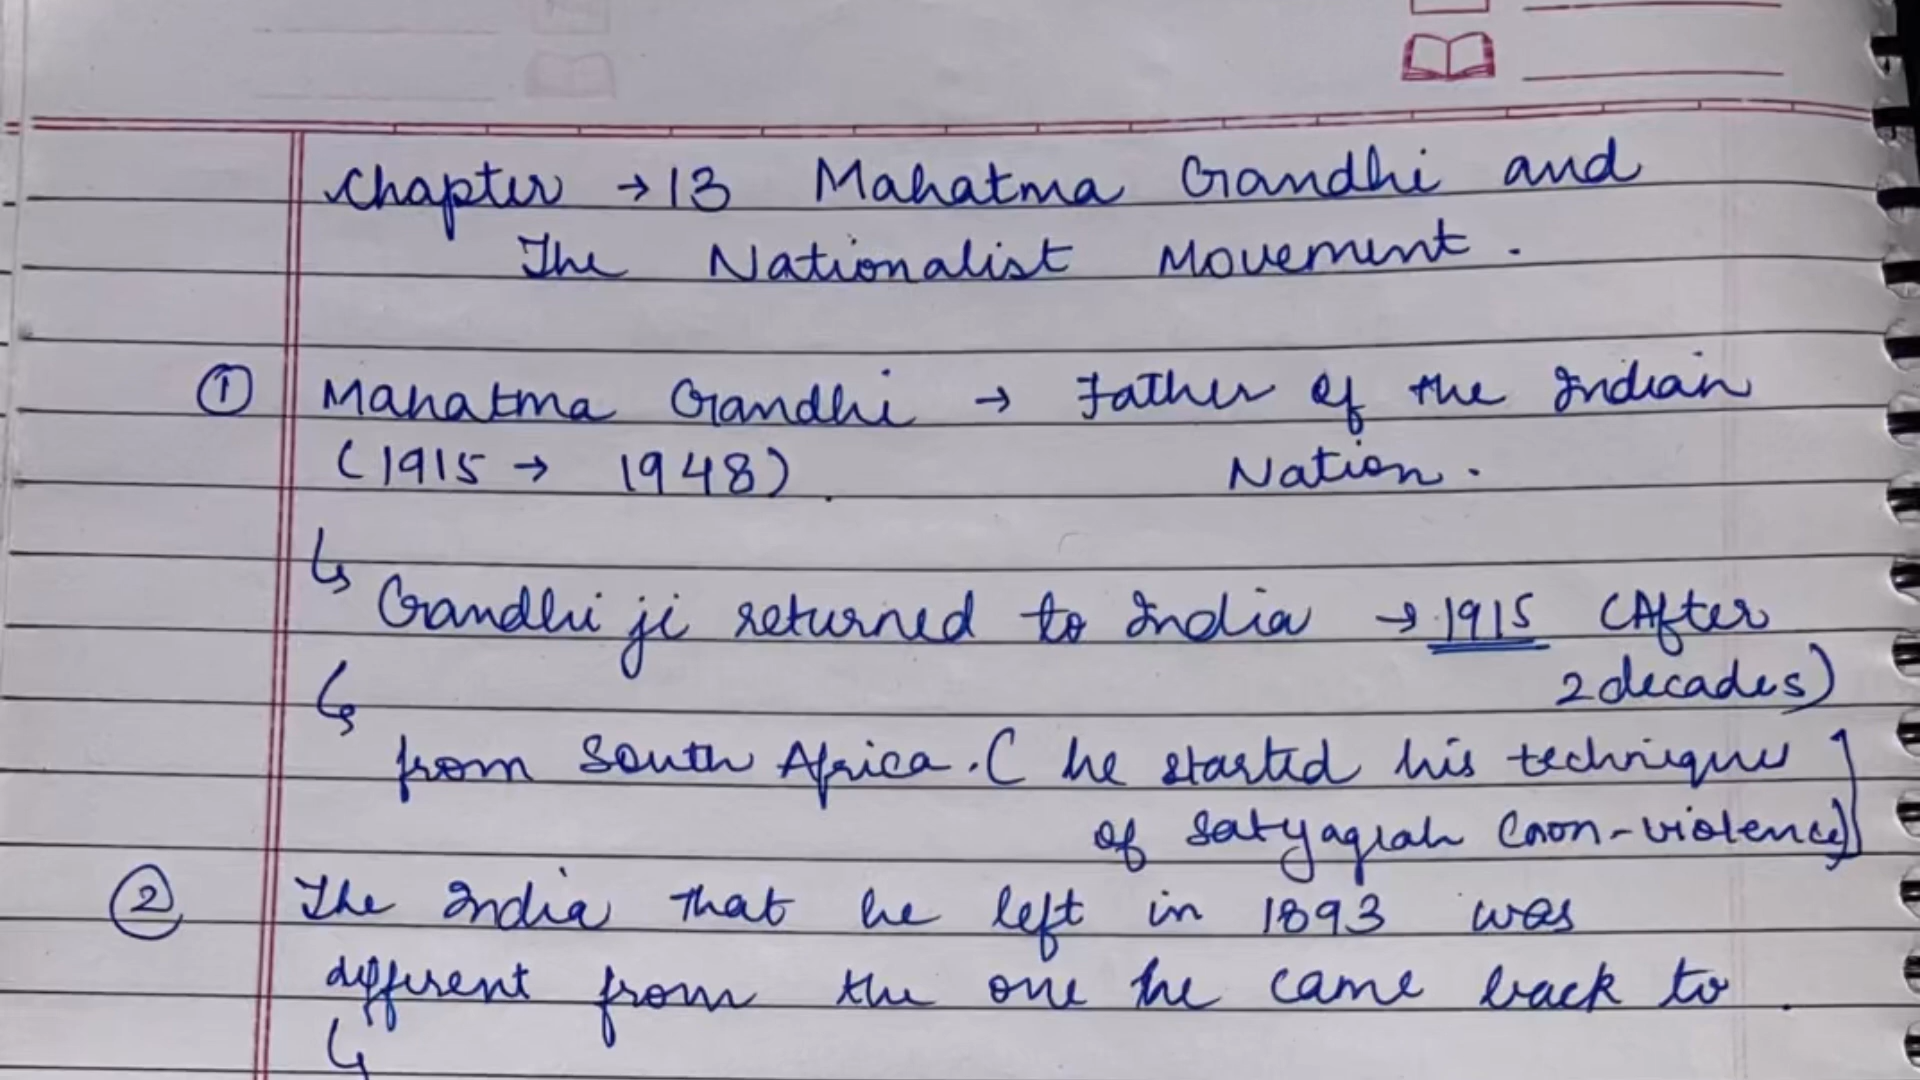 Chapter → 13 Mahatma Gandhi and
The Nationalist Movement.
① Mahatma Gandhi → Father of the Indian
(1915 → 1948). Nation.
↳ Gandhi ji returned to India → 1915 (After
2 decades)
↳ from South Africa. ( he started his technique
of Satyagrah (non-violence)]
② The India that he left in 1893 was
different from the one he came back to.
↳